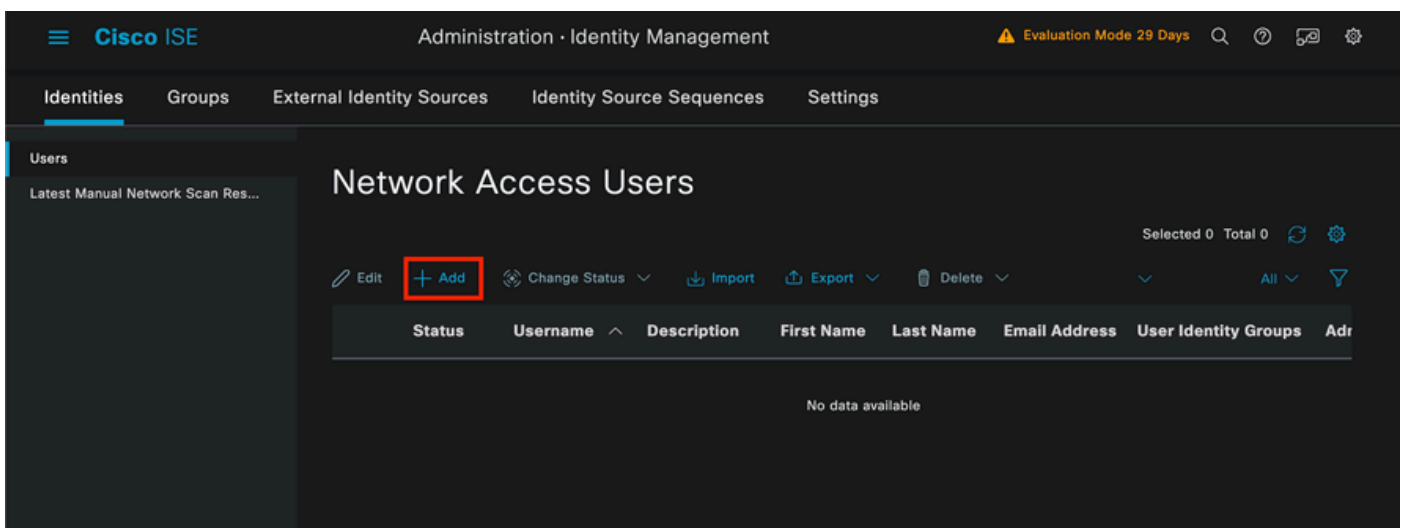 Cisco ISE Administration · Identity Management Evaluation Mode 29 Days
Identities Groups External Identity Sources Identity Source Sequences Settings
Users
Latest Manual Network Scan Res...
Network Access Users
Selected 0 Total 0
Edit + Add Change Status Import Export Delete All
Status Username Description First Name Last Name Email Address User Identity Groups Adr
No data available